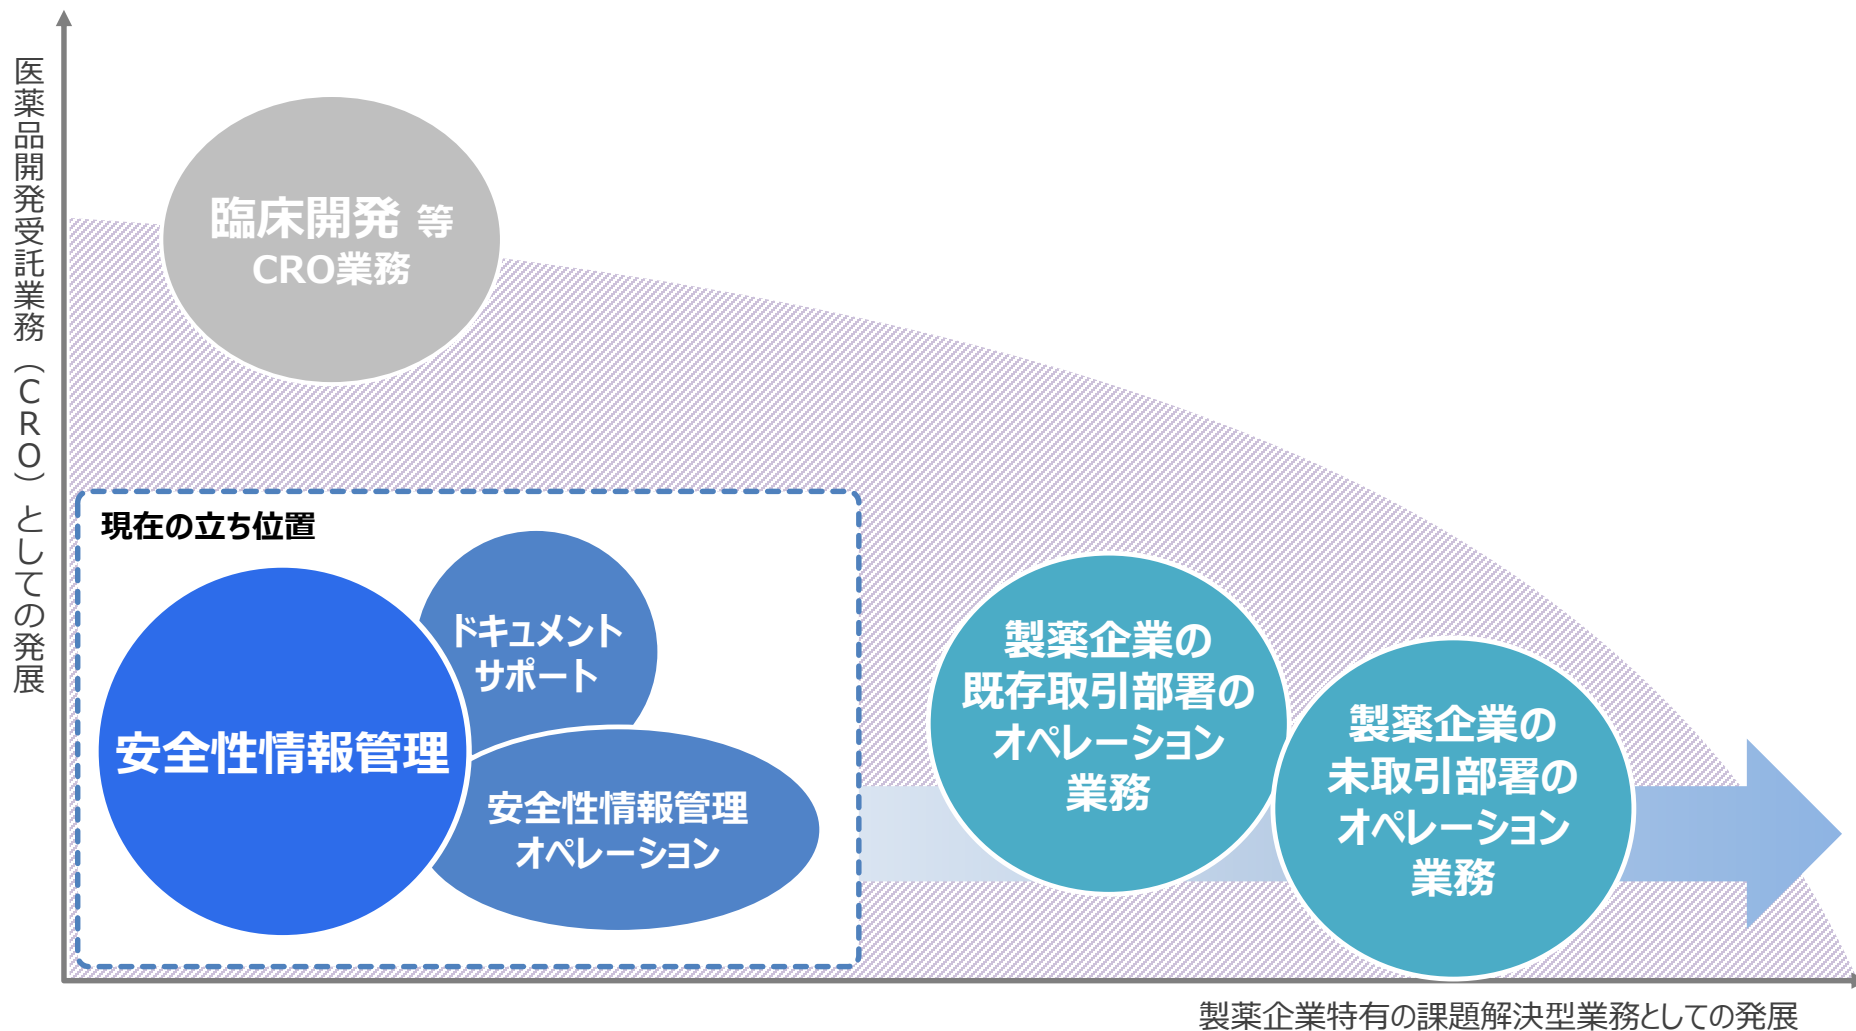 医薬品開発受託業務（CRO）としての発展
臨床開発 等
CRO業務
現在の立ち位置
ドキュメント
サポート
安全性情報管理
安全性情報管理
オペレーション
製薬企業の
既存取引部署の
オペレーション
業務
製薬企業の
未取引部署の
オペレーション
業務
製薬企業特有の課題解決型業務としての発展